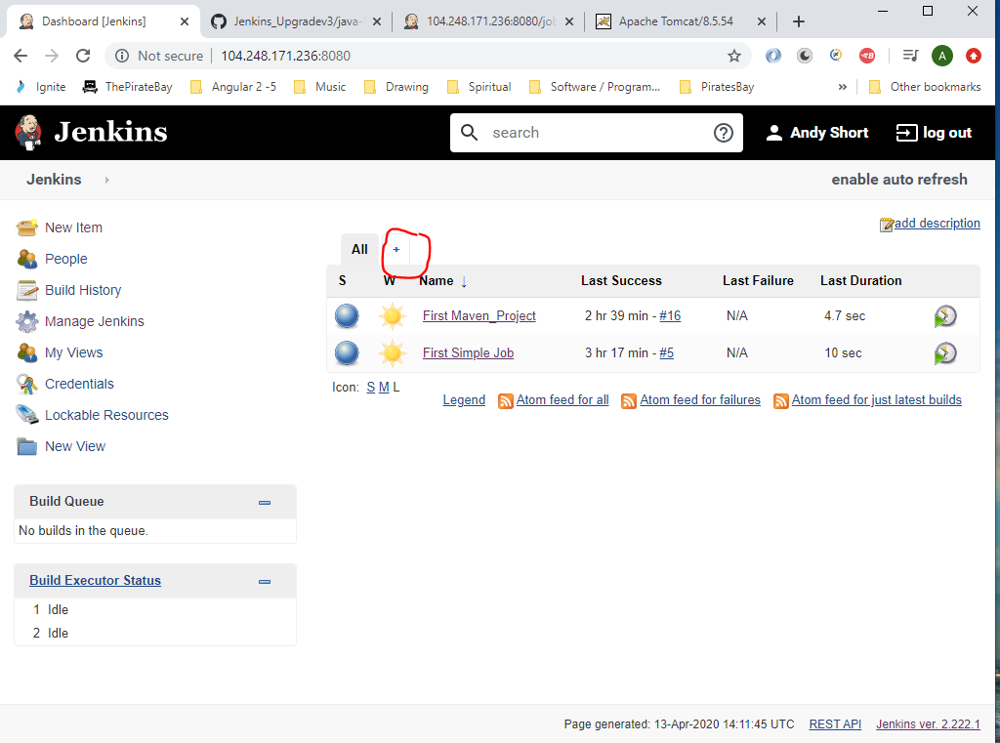 Dashboard [Jenkins]
Jenkins_Upgradev3/java-
104.248.171.236:8080/job
Apache Tomcat/8.5.54
Not secure
104.248.171.236:8080
A
Ignite
ThePirateBay
Angular 2 -5
Music
Drawing
Spiritual
Software / Program...
PiratesBay
»
Other bookmarks
Jenkins
search
Andy Short
log out
Jenkins
enable auto refresh
New Item
People
Build History
Manage Jenkins
My Views
Credentials
Lockable Resources
New View
Build Queue
No builds in the queue.
Build Executor Status
1 Idle
2 Idle
add description
All +
S W Name ↓ Last Success Last Failure Last Duration
First Maven_Project 2 hr 39 min - #16 N/A 4.7 sec
First Simple Job 3 hr 17 min - #5 N/A 10 sec
Icon: S M L
Legend Atom feed for all Atom feed for failures Atom feed for just latest builds
Page generated: 13-Apr-2020 14:11:45 UTC REST API Jenkins ver. 2.222.1